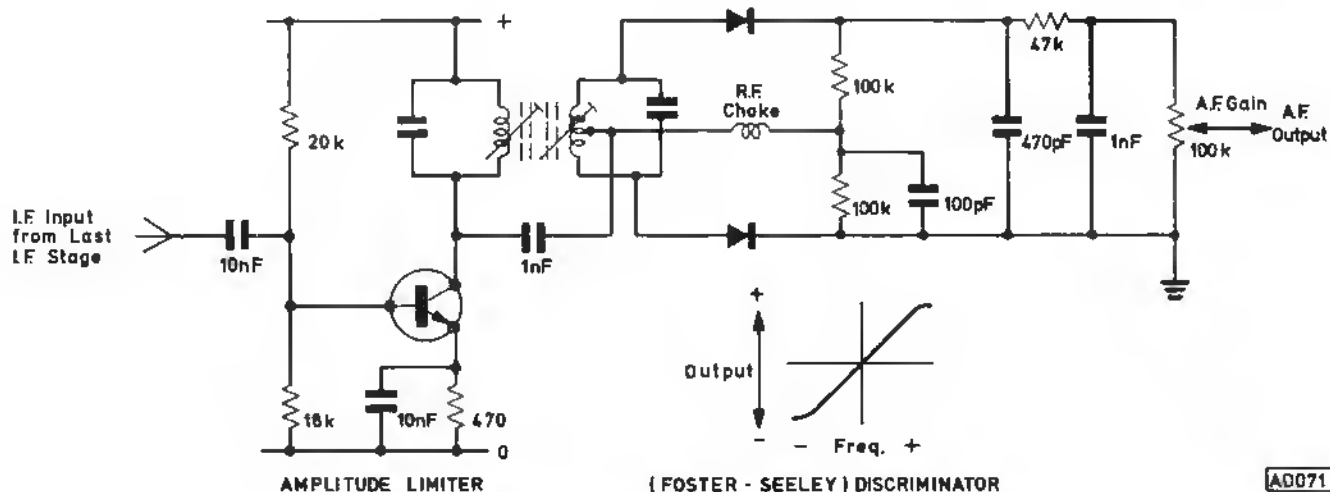 +
20k
R.F.
Choke
100k
47k
A.F. Gain
A.F.
Output
100k
470pF
1nF
I.F. Input
from Last
I.F. Stage
10nF
1nF
100k
100pF
+
Output
-
- Freq. +
10nF
470
0
AMPLITUDE LIMITER
(FOSTER - SEELEY) DISCRIMINATOR
AD071